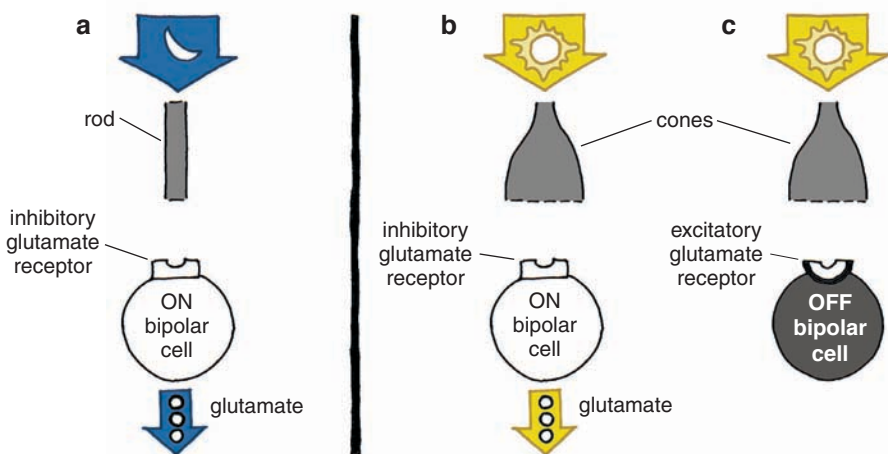 a
rod
inhibitory
glutamate
receptor
ON
bipolar
cell
glutamate
b
cones
inhibitory
glutamate
receptor
ON
bipolar
cell
glutamate
c
excitatory
glutamate
receptor
OFF
bipolar
cell